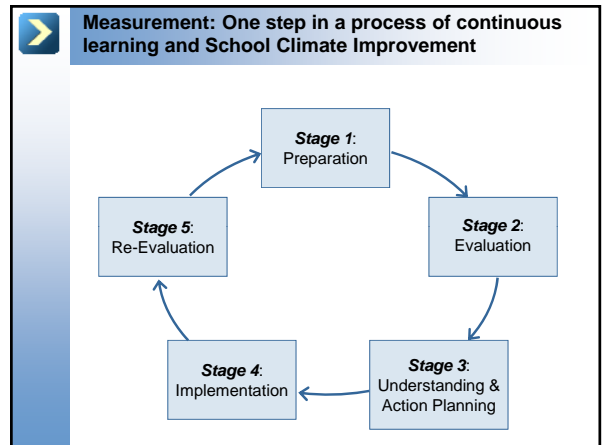 Measurement: One step in a process of continuous
learning and School Climate Improvement
Stage 1:
Preparation
Stage 2:
Evaluation
Stage 3:
Understanding &
Action Planning
Stage 4:
Implementation
Stage 5:
Re-Evaluation